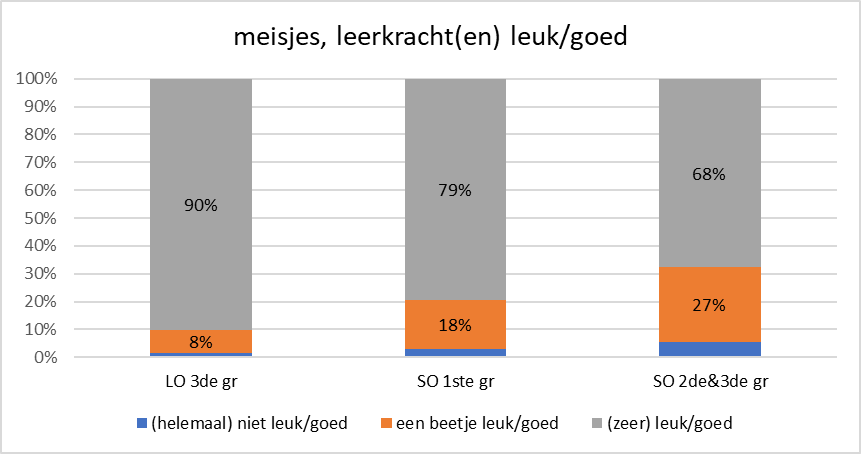 meisjes, leerkracht(en) leuk/goed
100%
90%
80%
70%
60%
50%
40%
30%
20%
10%
0%
90%
79%
68%
8%
18%
27%
LO 3de gr
SO 1ste gr
SO 2de&3de gr
(helemaal) niet leuk/goed
een beetje leuk/goed
(zeer) leuk/goed